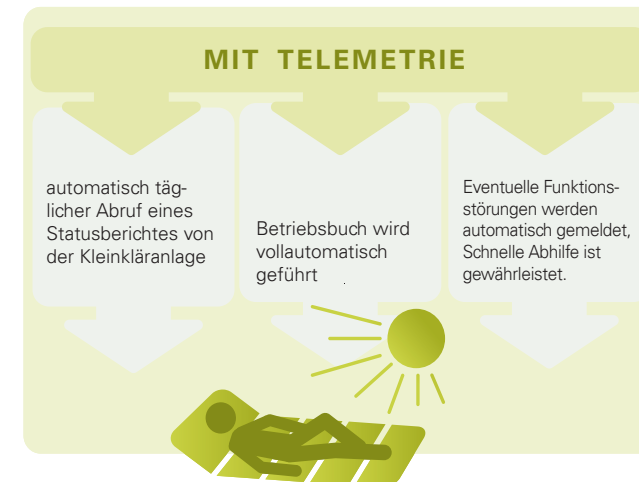 MIT TELEMETRIE
automatisch täg-
licher Abruf eines
Statusberichtes von
der Kleinkläranlage
Betriebsbuch wird
vollautomatisch
geführt
Eventuelle Funktions-
störungen werden
automatisch gemeldet,
Schnelle Abhilfe ist
gewährleistet.